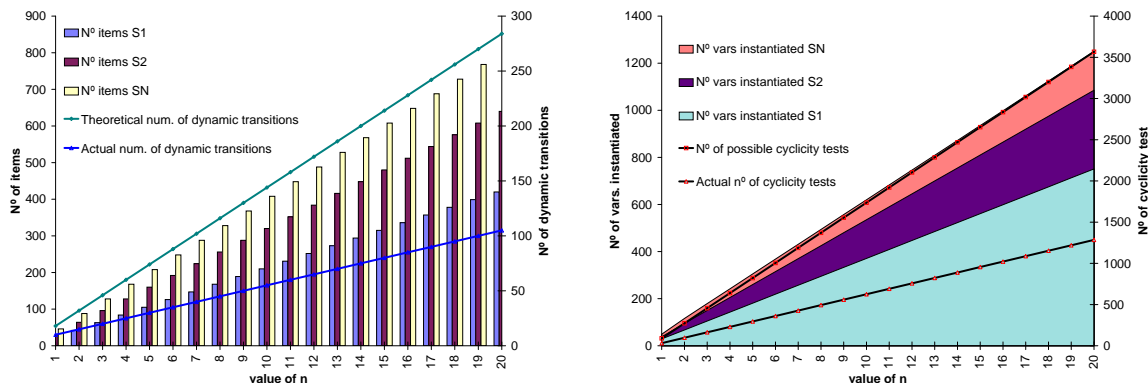 900
800
700
600
500
400
300
200
100
0
Nº of items
Nº items S1
Nº items S2
Nº items SN
Theoretical num. of dynamic transitions
Actual num. of dynamic transitions
300
250
200
150
100
50
0
Nº of dynamic transitions
1 2 3 4 5 6 7 8 9 10 11 12 13 14 15 16 17 18 19 20
value of n
1400
1200
1000
800
600
400
200
0
Nº of vars. instantiated
Nº vars instantiated SN
Nº vars instantiated S2
Nº vars instantiated S1
Nº of possible cyclicity tests
Actual nº of cyclicity tests
4000
3500
3000
2500
2000
1500
1000
500
0
Nº of cyclicity test
1 2 3 4 5 6 7 8 9 10 11 12 13 14 15 16 17 18 19 20
value of n